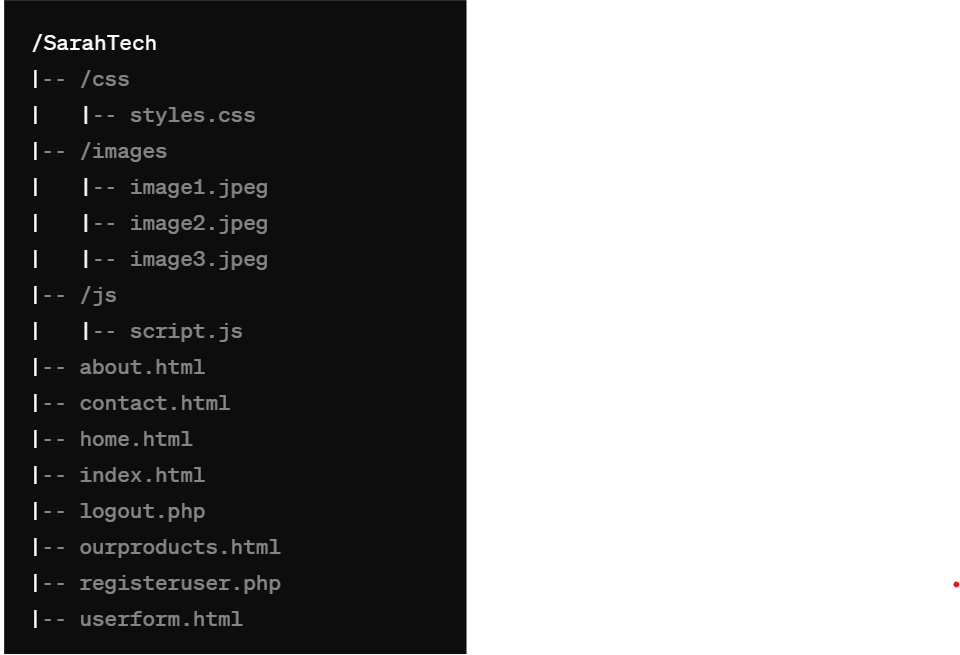 /SarahTech
|-- /css
|   |-- styles.css
|-- /images
|   |-- image1.jpeg
|   |-- image2.jpeg
|   |-- image3.jpeg
|-- /js
|   |-- script.js
|-- about.html
|-- contact.html
|-- home.html
|-- index.html
|-- logout.php
|-- ourproducts.html
|-- registeruser.php
|-- userform.html